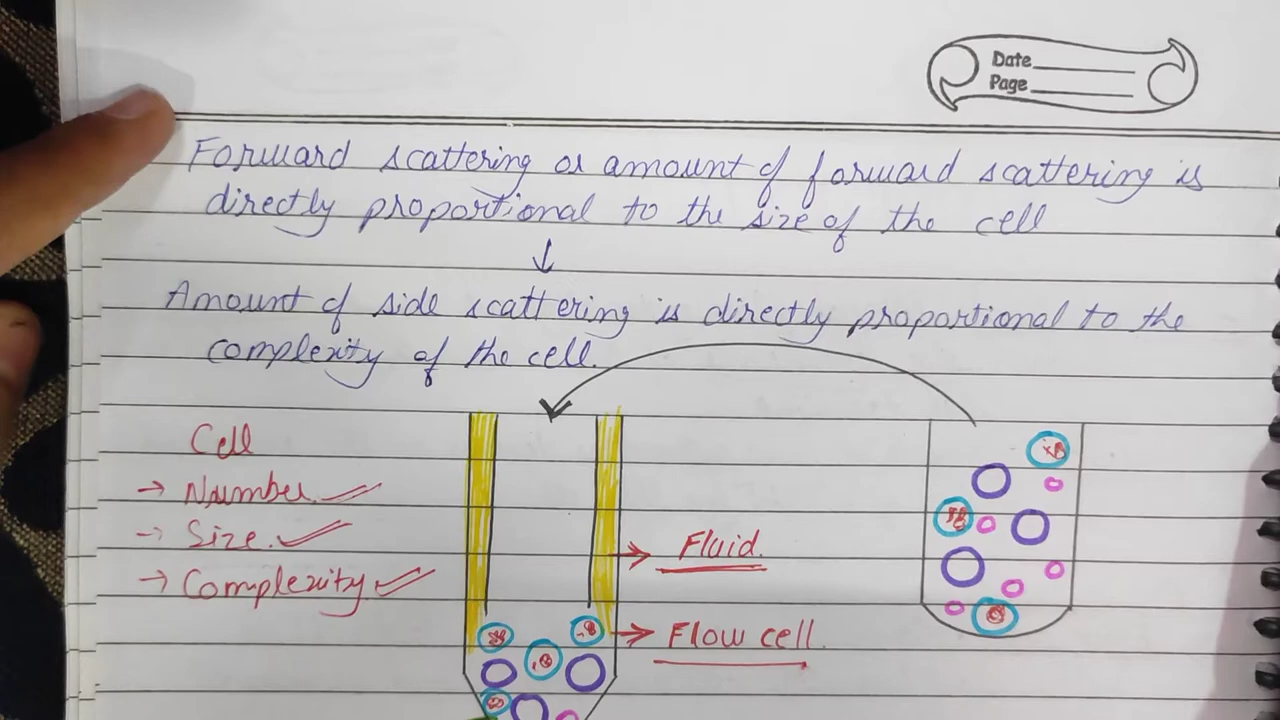 Date
Page
Forward scattering or amount of forward scattering is
directly proportional to the size of the cell
↓
Amount of side scattering is directly proportional to the
complexity of the cell.
Cell
→ Number
→ Size.
→ Complexity
→ Fluid.
→ Flow cell.